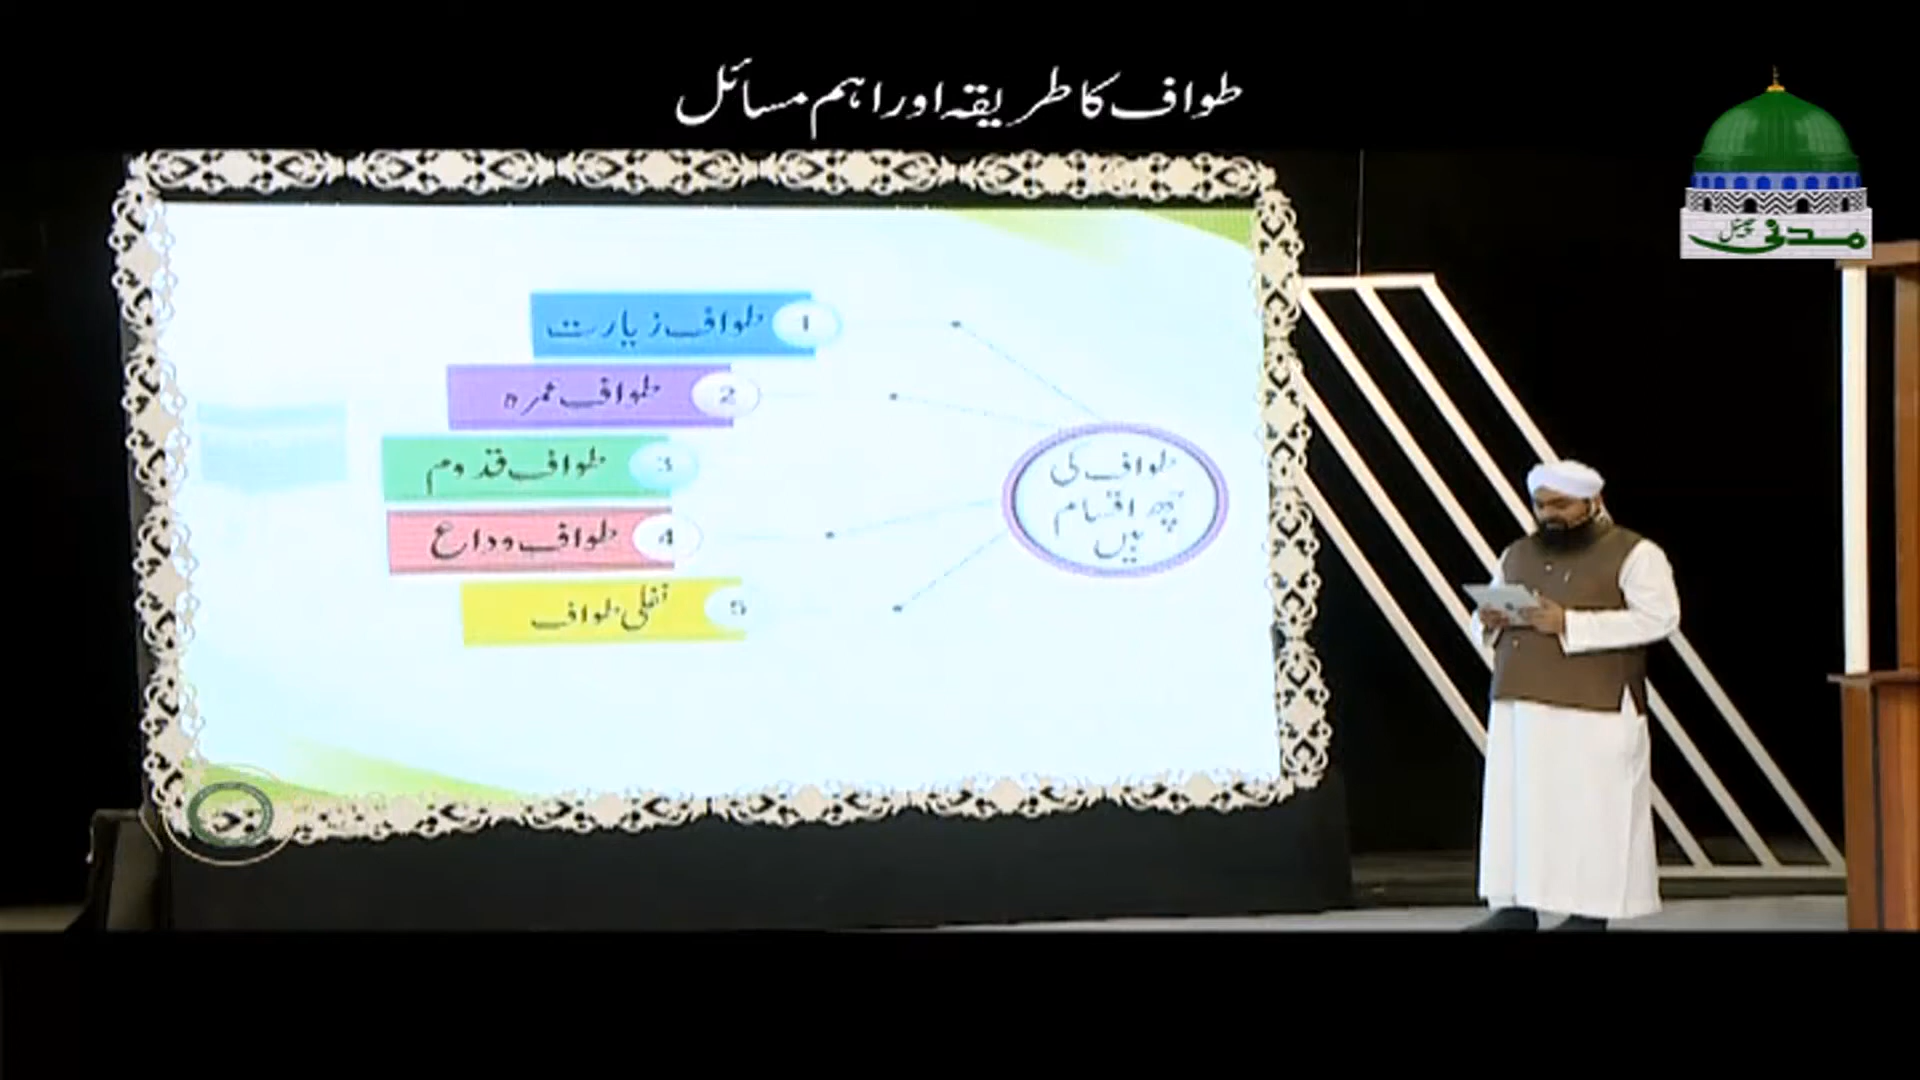 طواف کا طریقہ اور اہم مسائل
مدنی چینل
1 طواف زیارت
2 طواف عمرہ
3 طواف قدوم
4 طواف وداع
5 نفلی طواف
طواف کی
چھ اقسام
ہیں